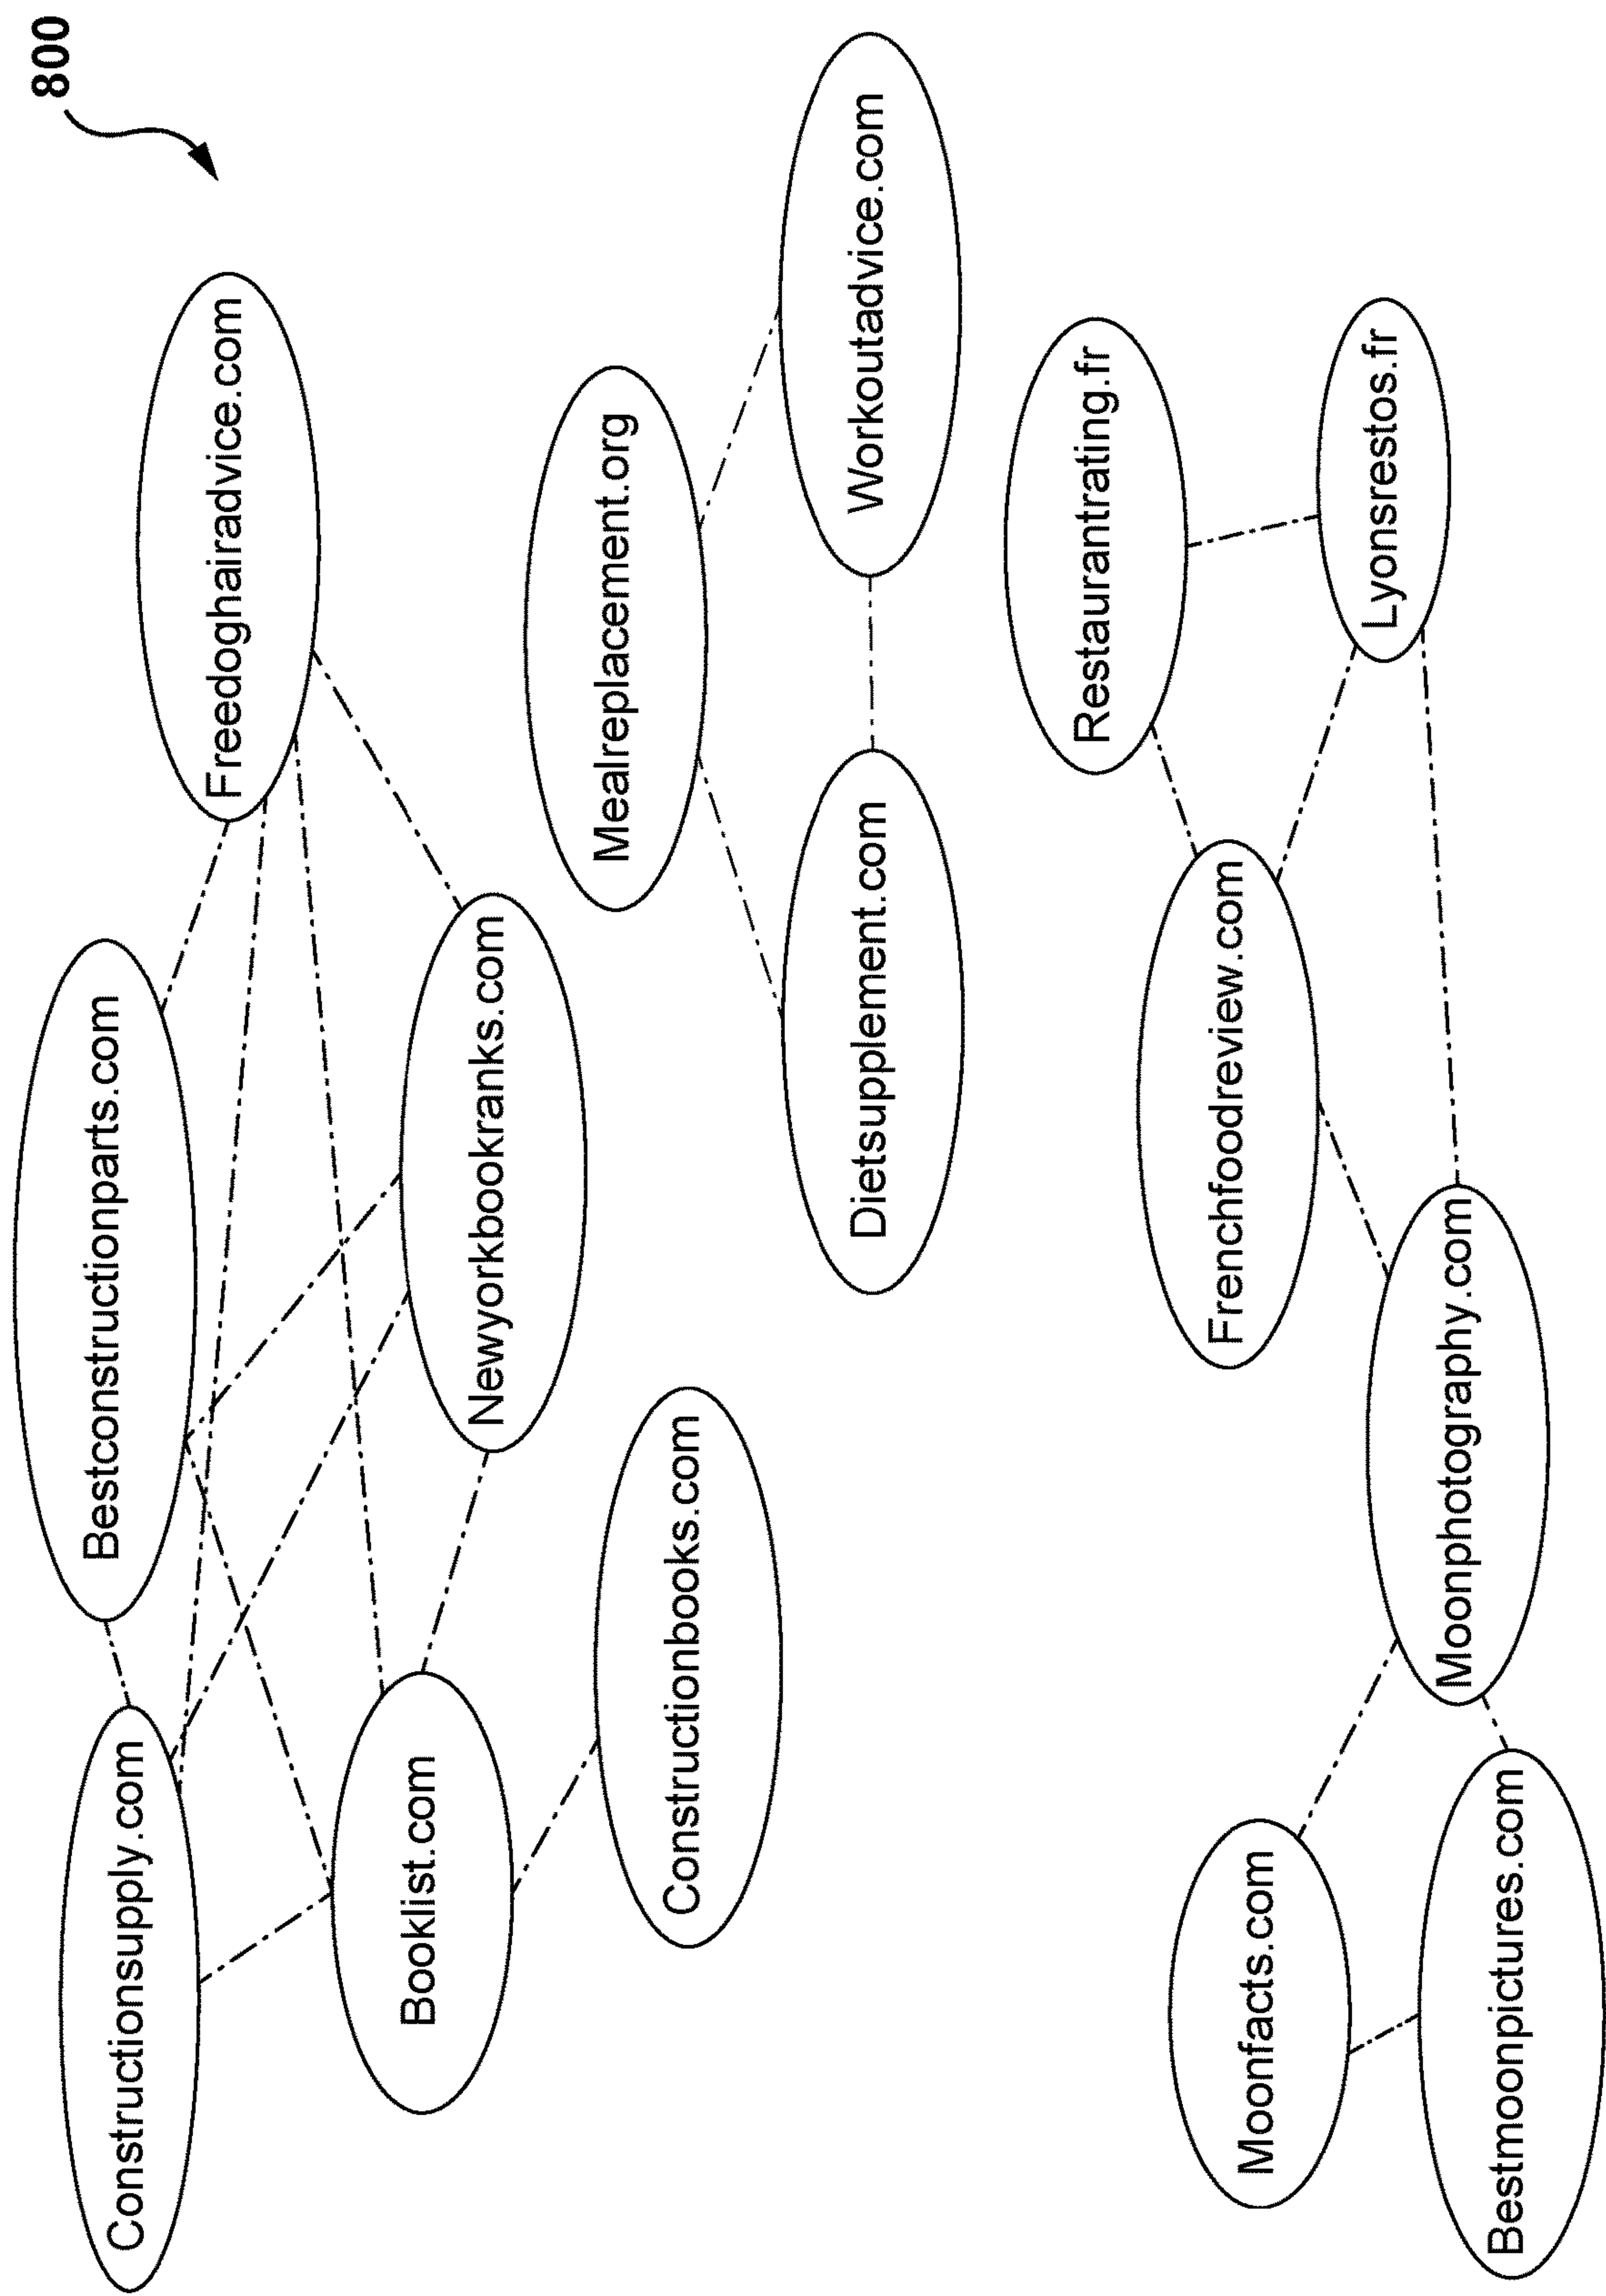 800
Constructionsupply.com
Bestconstructionparts.com
Freedoghairadvice.com
Booklist.com
Newyorkbookranks.com
Constructionbooks.com
Mealreplacement.org
Dietsupplement.com
Workoutadvice.com
Restaurantrating.fr
Frenchfoodreview.com
Lyonsrestos.fr
Moonfacts.com
Moonphotography.com
Bestmoonpictures.com